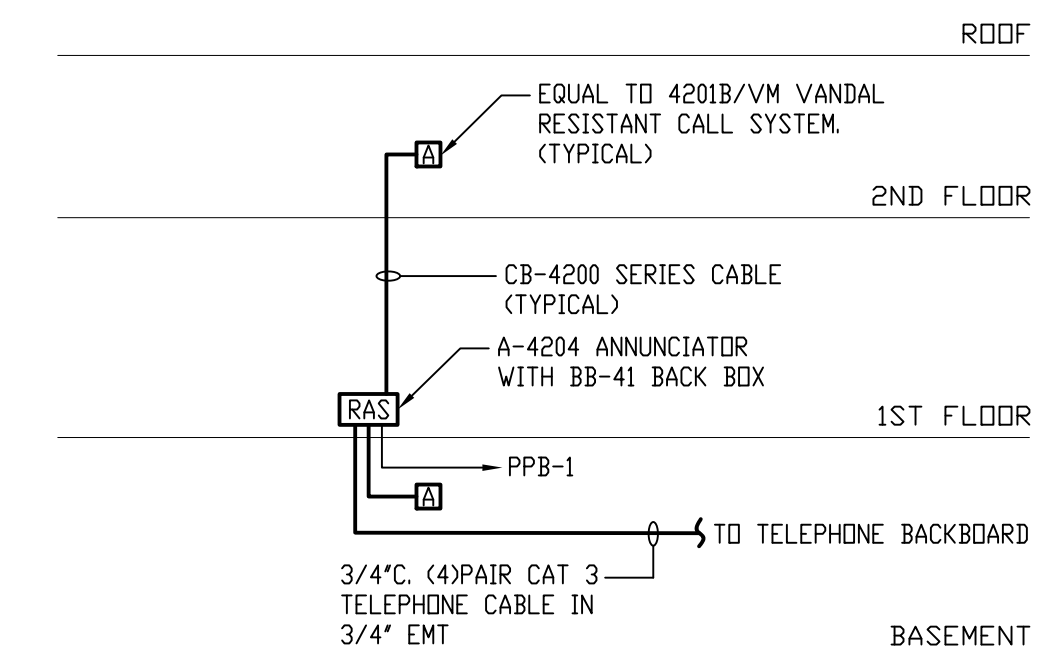 ROOF
EQUAL TO 4201B/VM VANDAL
RESISTANT CALL SYSTEM.
(TYPICAL)
A
2ND FLOOR
CB-4200 SERIES CABLE
(TYPICAL)
A-4204 ANNUNCIATOR
WITH BB-41 BACK BOX
RAS
1ST FLOOR
PPB-1
A
TO TELEPHONE BACKBOARD
3/4"C. (4)PAIR CAT 3
TELEPHONE CABLE IN
3/4" EMT
BASEMENT